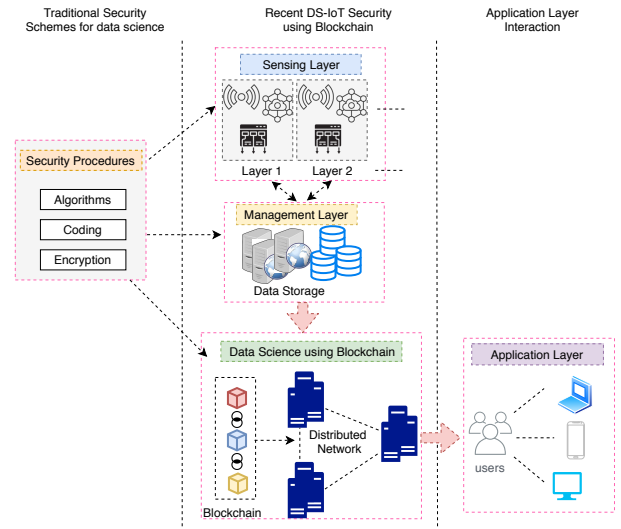 Traditional Security
Schemes for data science
Recent DS-IoT Security
using Blockchain
Application Layer
Interaction
Sensing Layer
Layer 1
Layer 2
Security Procedures
Algorithms
Coding
Encryption
Management Layer
Data Storage
Data Science using Blockchain
Distributed
Network
Blockchain
Application Layer
users